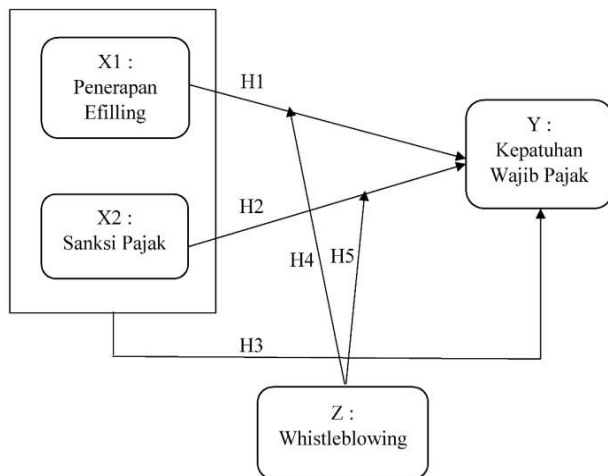 X1 :
Penerapan
Efilling
H1
Y :
Kepatuhan
Wajib Pajak
X2 :
Sanksi Pajak
H2
H4
H5
H3
Z :
Whistleblowing